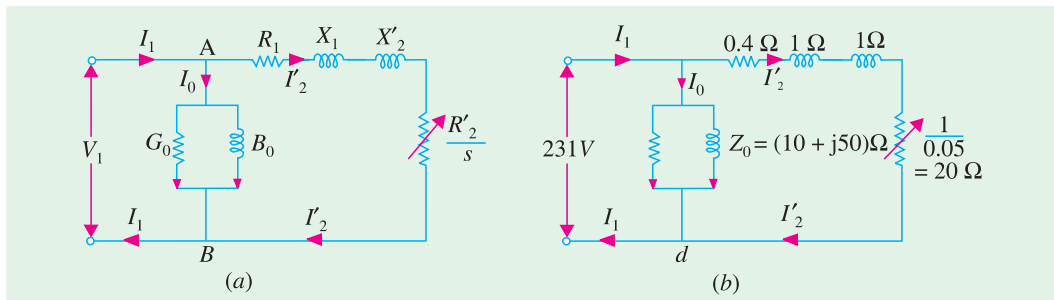 I₁ A R₁ X₁ X′₂
I₀ I′₂
V₁ G₀ B₀ R′₂/s
I₁ I′₂
B
(a)
I₁ 0.4 Ω 1 Ω 1Ω
I₀ I′₂
231V Z₀ = (10 + j50)Ω 1/0.05
= 20 Ω
I₁ I′₂
d
(b)